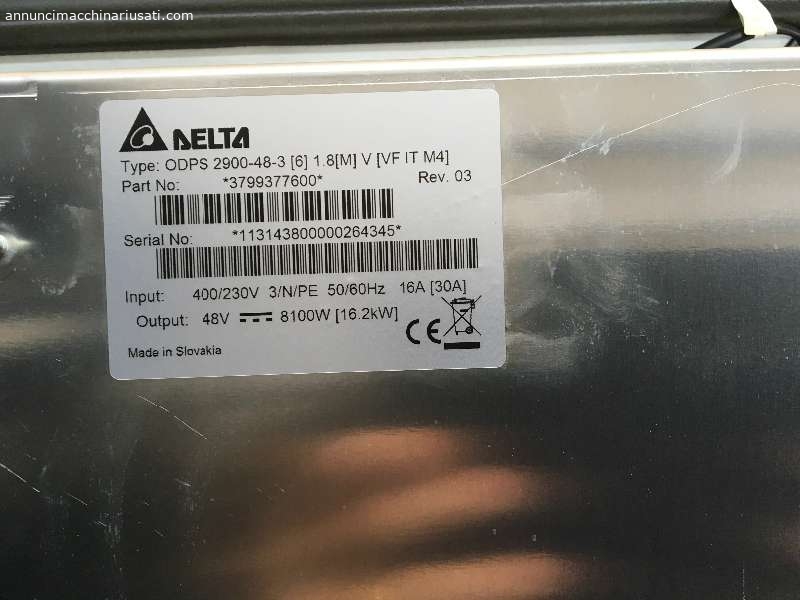 annuncimacchinariusati.com
DELTA
Type: ODPS 2900-48-3 [6] 1.8[M] V [VF IT M4]
Part No: *3799377600* Rev. 03
Serial No: *113143800000264345*
Input: 400/230V 3/N/PE 50/60Hz 16A [30A]
Output: 48V 8100W [16.2kW]
CE
Made in Slovakia